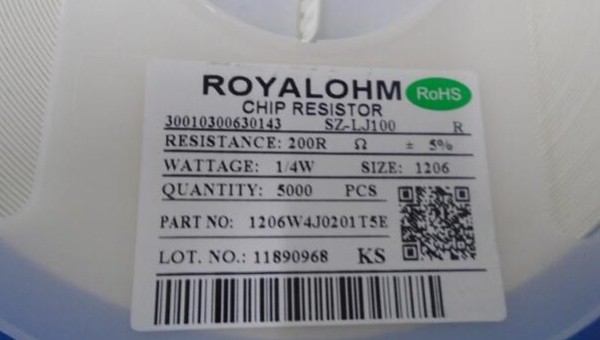 ROYALOHM RoHS
CHIP RESISTOR
30010300630143 SZ-LJ100 R
RESISTANCE: 200R Ω ± 5%
WATTAGE: 1/4W SIZE: 1206
QUANTITY: 5000 PCS
PART NO: 1206W4J0201T5E
LOT. NO.: 11890968 KS